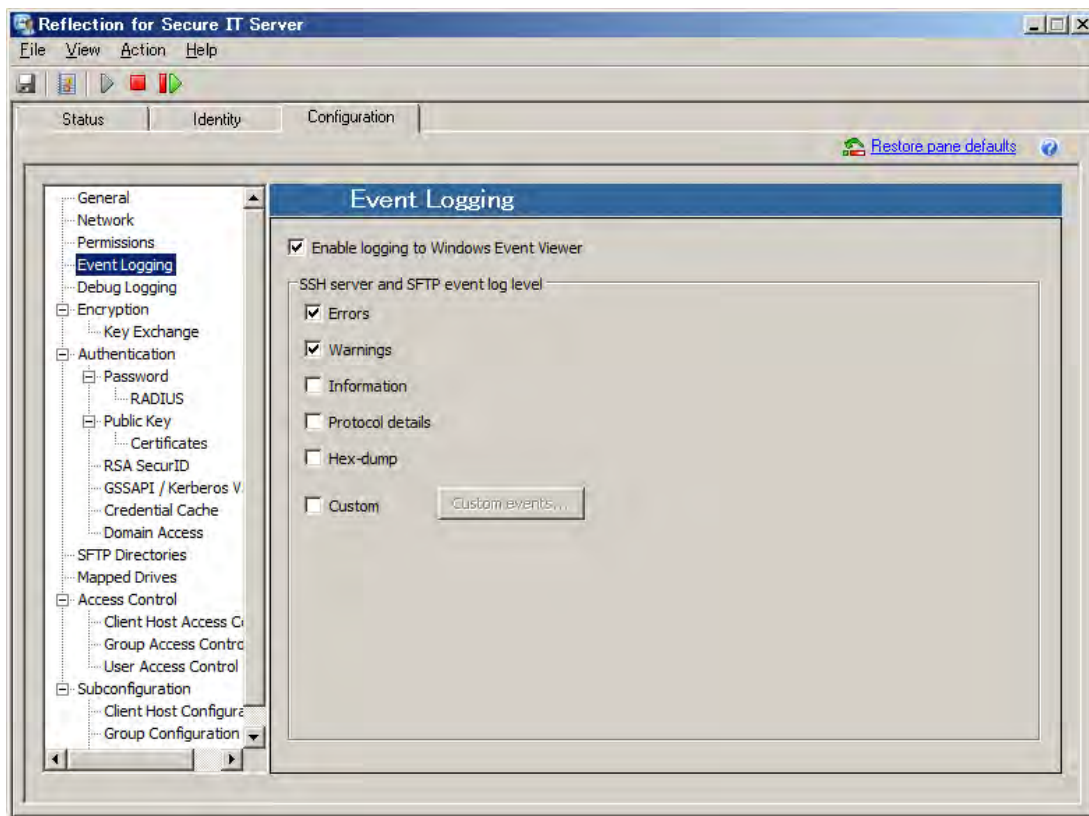 Reflection for Secure IT Server
File View Action Help
Status Identity Configuration
Restore pane defaults
General
Network
Permissions
Event Logging
Debug Logging
Encryption
Key Exchange
Authentication
Password
RADIUS
Public Key
Certificates
RSA SecurID
GSSAPI / Kerberos V
Credential Cache
Domain Access
SFTP Directories
Mapped Drives
Access Control
Client Host Access C
Group Access Contro
User Access Control
Subconfiguration
Client Host Configura
Group Configuration
Event Logging
Enable logging to Windows Event Viewer
SSH server and SFTP event log level
Errors
Warnings
Information
Protocol details
Hex-dump
Custom Custom events...